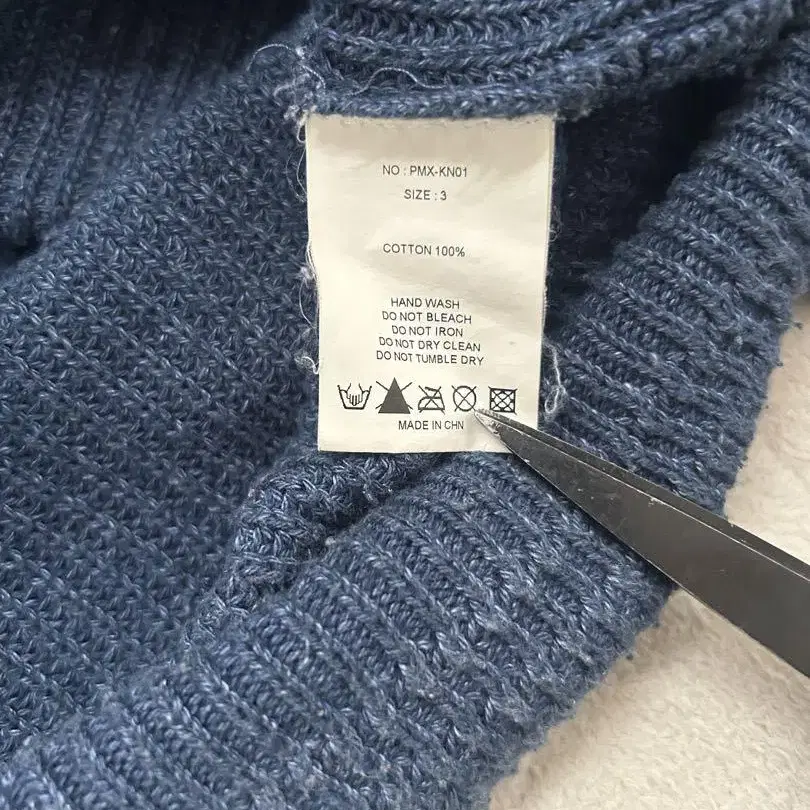 NO : PMX-KN01
SIZE : 3
COTTON 100%
HAND WASH
DO NOT BLEACH
DO NOT IRON
DO NOT DRY CLEAN
DO NOT TUMBLE DRY
MADE IN CHN